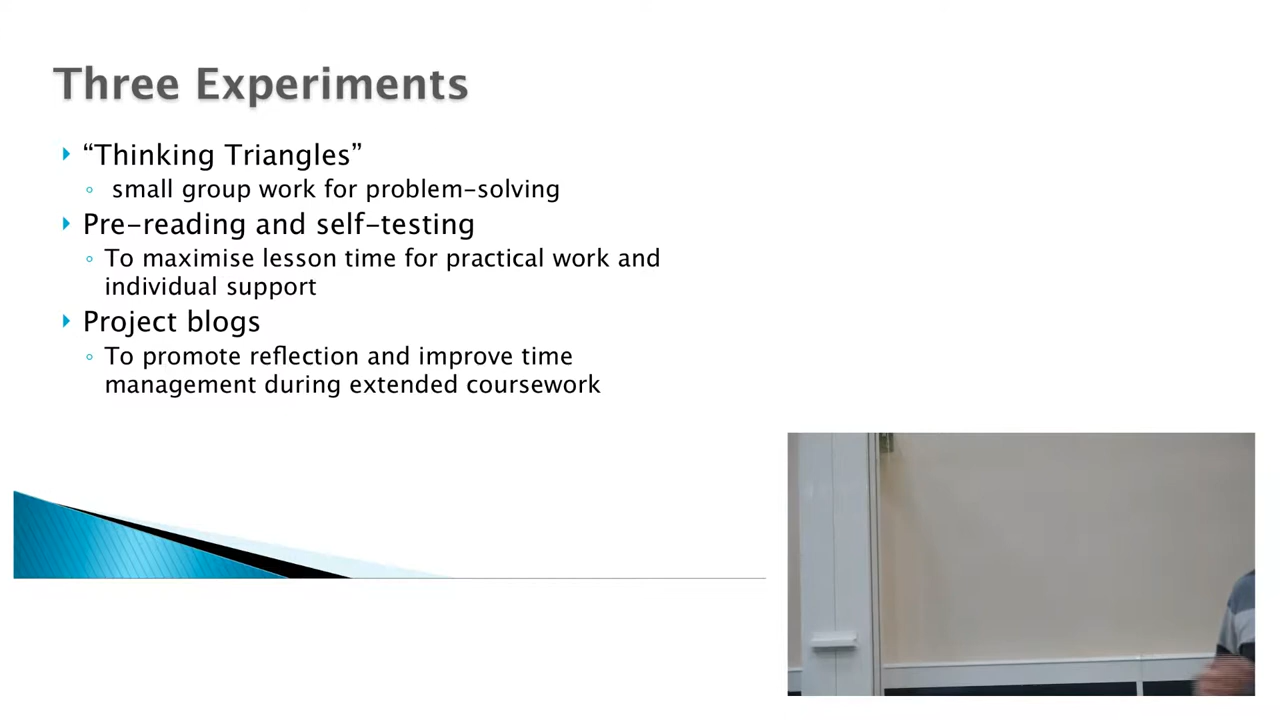 Three Experiments
“Thinking Triangles”
small group work for problem-solving
Pre-reading and self-testing
To maximise lesson time for practical work and
individual support
Project blogs
To promote reflection and improve time
management during extended coursework